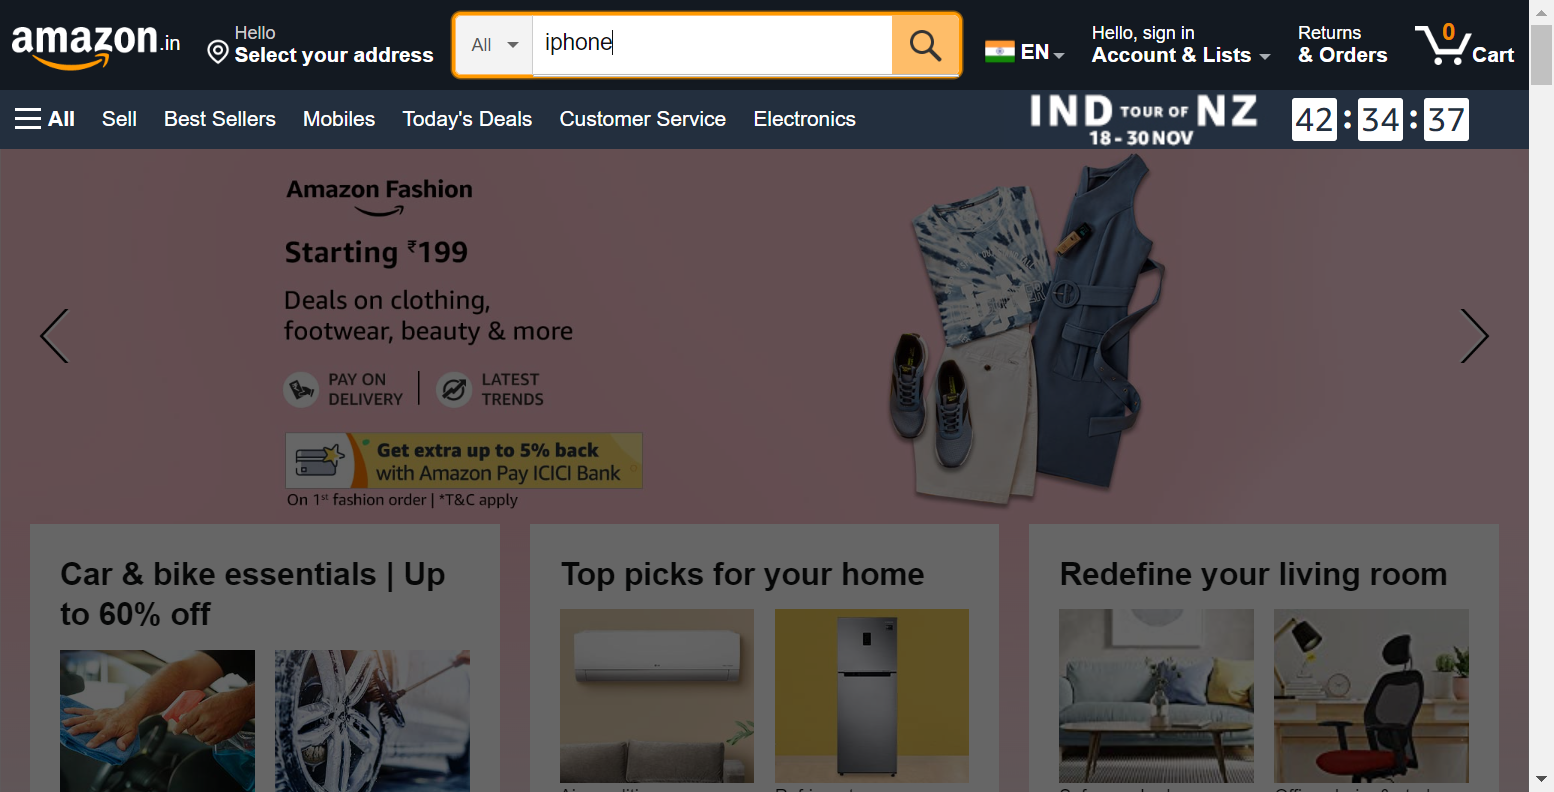 amazon.in
Hello
Select your address
All
iphone
EN
Hello, sign in
Account & Lists
Returns
& Orders
0
Cart
All
Sell
Best Sellers
Mobiles
Today's Deals
Customer Service
Electronics
IND TOUR OF NZ
18 - 30 NOV
42 : 34 : 37
Amazon Fashion
Starting ₹199
Deals on clothing,
footwear, beauty & more
PAY ON
DELIVERY
LATEST
TRENDS
Get extra up to 5% back
with Amazon Pay ICICI Bank
On 1st fashion order | *T&C apply
Car & bike essentials | Up
to 60% off
Top picks for your home
Redefine your living room